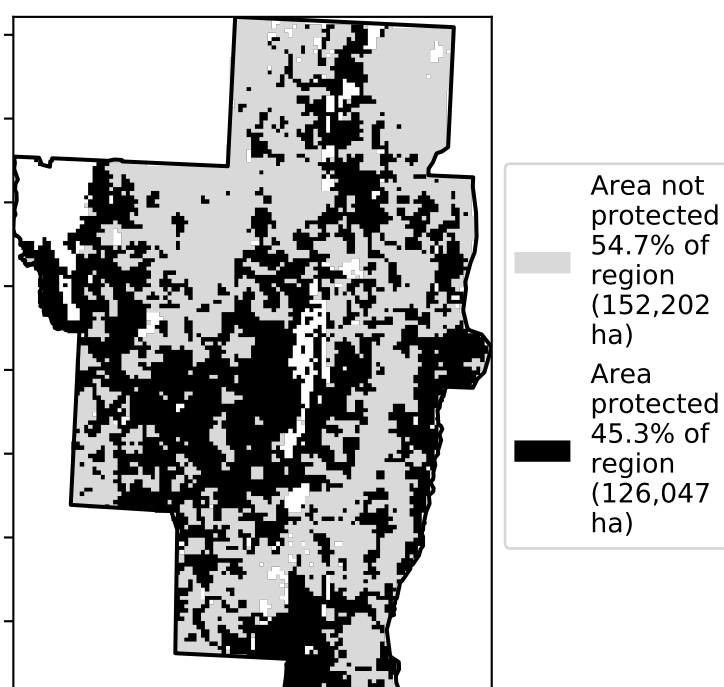 Area not
protected
54.7% of
region
(152,202
ha)
Area
protected
45.3% of
region
(126,047
ha)